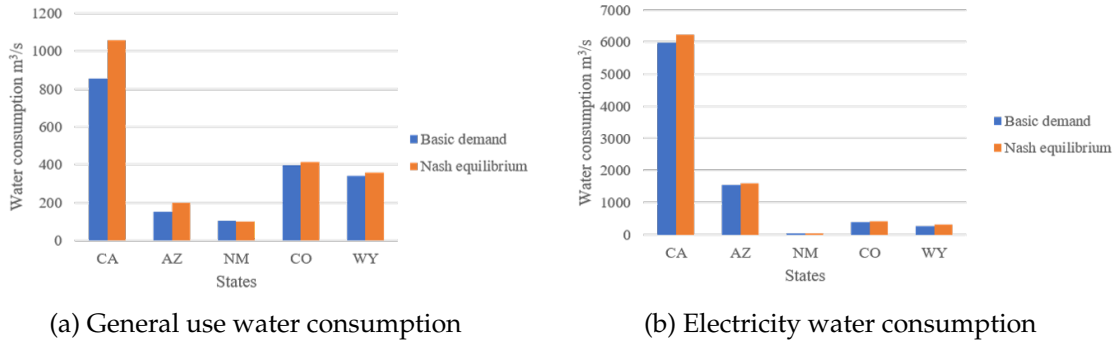 1200
1000
800
600
400
200
0
Water consumption m³/s
CA AZ NM CO WY
States
Basic demand
Nash equilibrium
(a) General use water consumption
7000
6000
5000
4000
3000
2000
1000
0
Water consumption m³/s
CA AZ NM CO WY
States
Basic demand
Nash equilibrium
(b) Electricity water consumption